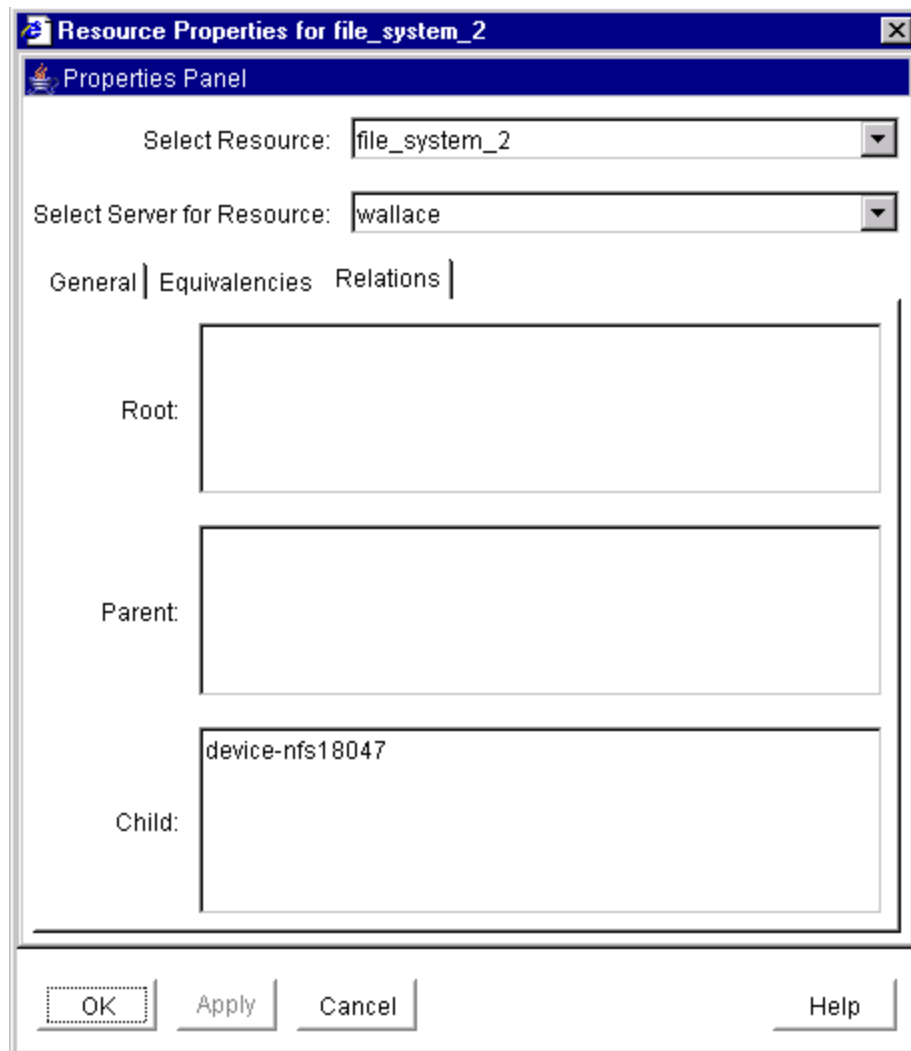 Resource Properties for file_system_2
Properties Panel
Select Resource: file_system_2
Select Server for Resource: wallace
General Equivalencies Relations
Root:
Parent:
Child: device-nfs18047
OK Apply Cancel Help